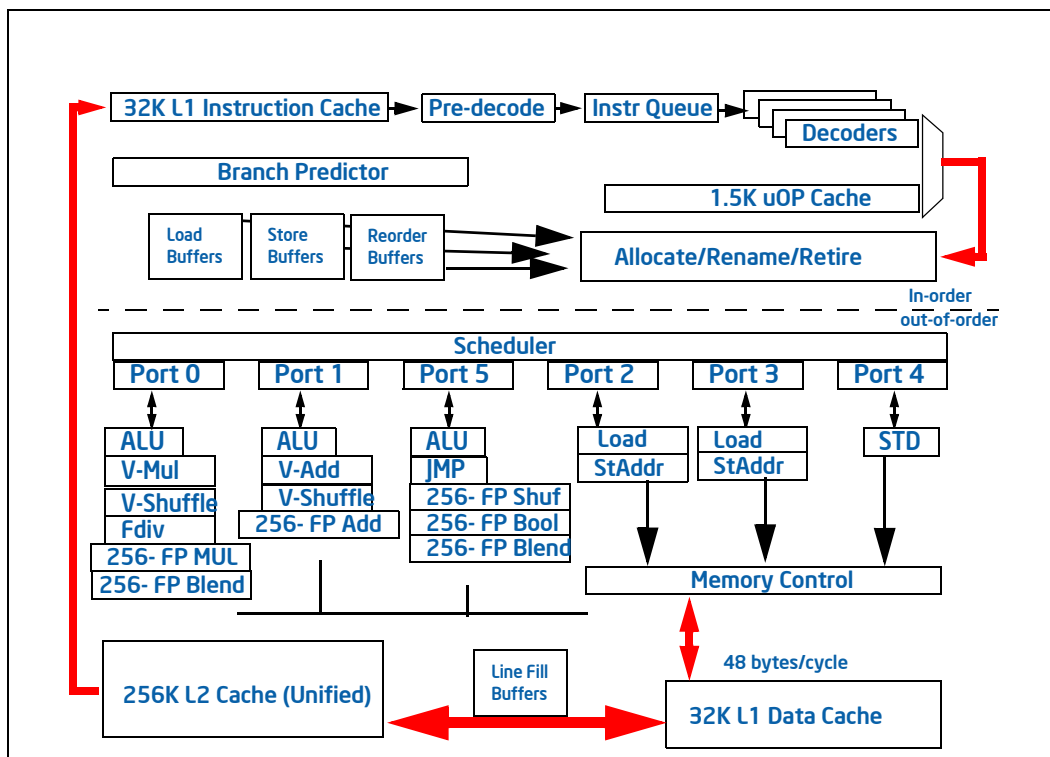 32K L1 Instruction Cache
Pre-decode
Instr Queue
Decoders
Branch Predictor
1.5K uOP Cache
Load
Buffers
Store
Buffers
Reorder
Buffers
Allocate/Rename/Retire
In-order
out-of-order
Scheduler
Port 0
Port 1
Port 5
Port 2
Port 3
Port 4
ALU
V-Mul
V-Shuffle
Fdiv
256- FP MUL
256- FP Blend
ALU
V-Add
V-Shuffle
256- FP Add
ALU
JMP
256- FP Shuf
256- FP Bool
256- FP Blend
Load
StAddr
Load
StAddr
STD
Memory Control
48 bytes/cycle
256K L2 Cache (Unified)
Line Fill
Buffers
32K L1 Data Cache